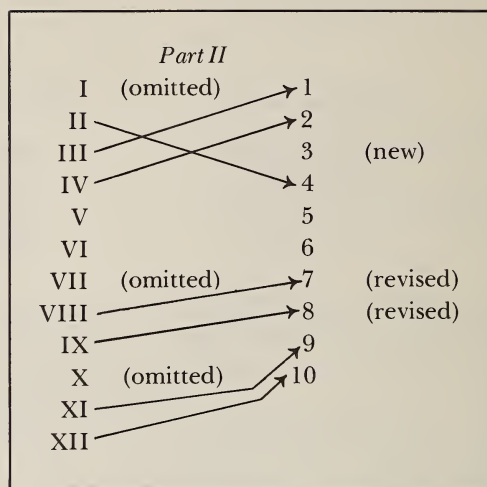 Part II
I (omitted) 1
II 2
III 3 (new)
IV 4
V 5
VI 6
VII (omitted) 7 (revised)
VIII 8 (revised)
IX 9
X (omitted) 10
XI
XII